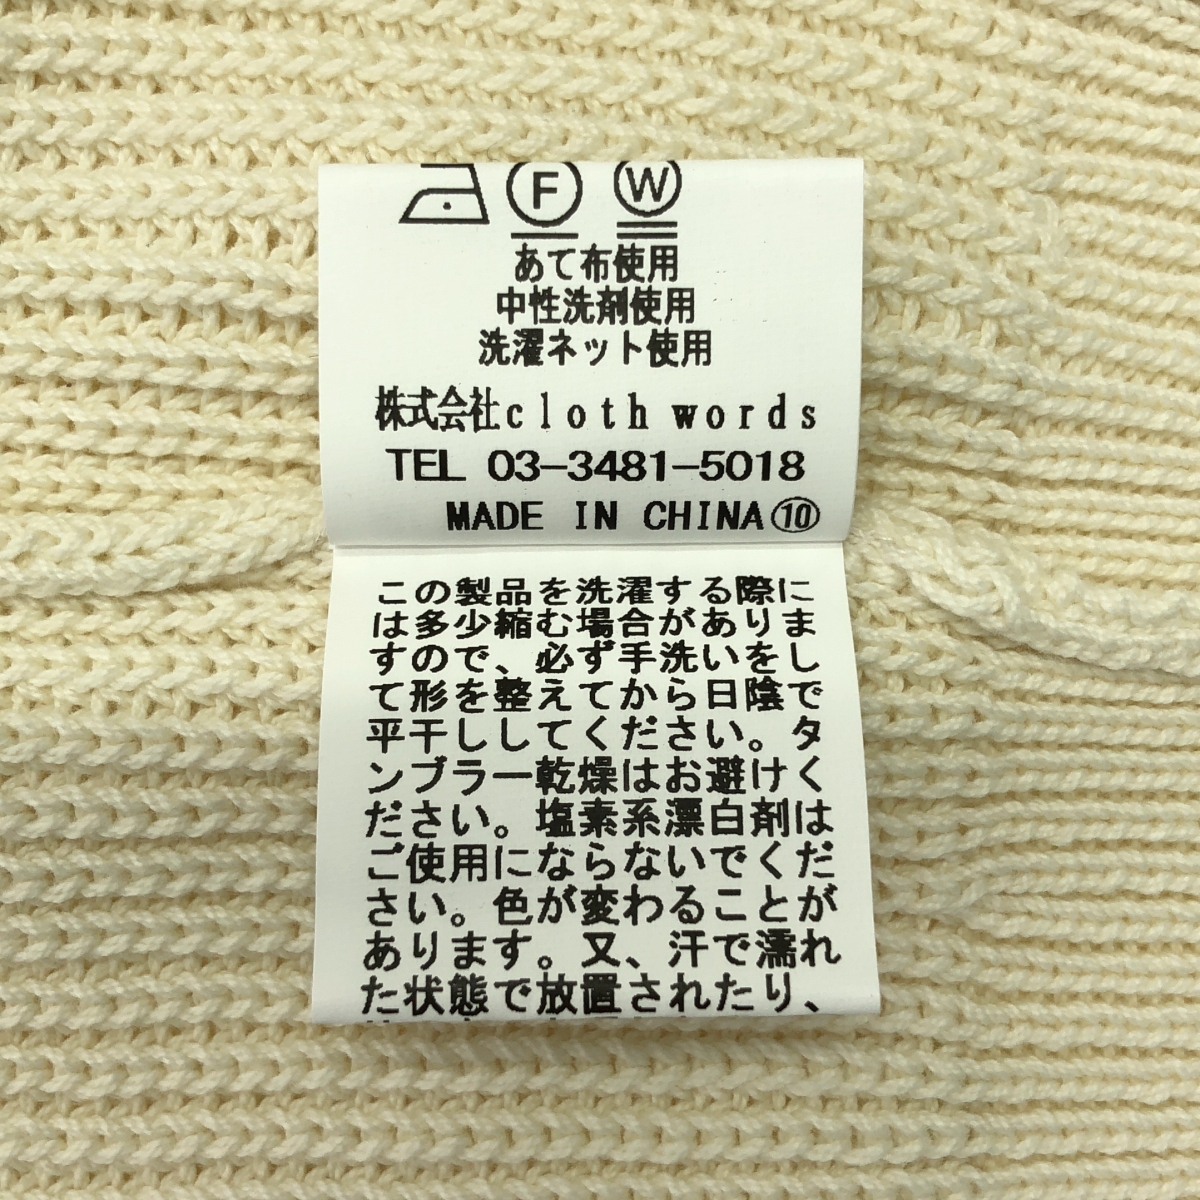 F W
あて布使用
中性洗剤使用
洗濯ネット使用
株式会社cloth words
TEL 03-3481-5018
MADE IN CHINA⑩
この製品を洗濯する際に
は多少縮む場合がありま
すので、必ず手洗いをし
て形を整えてから日陰で
平干ししてください。タ
ンブラー乾燥はお避けく
ださい。塩素系漂白剤は
ご使用にならないでくだ
さい。色が変わることが
あります。又、汗で濡れ
た状態で放置されたり、